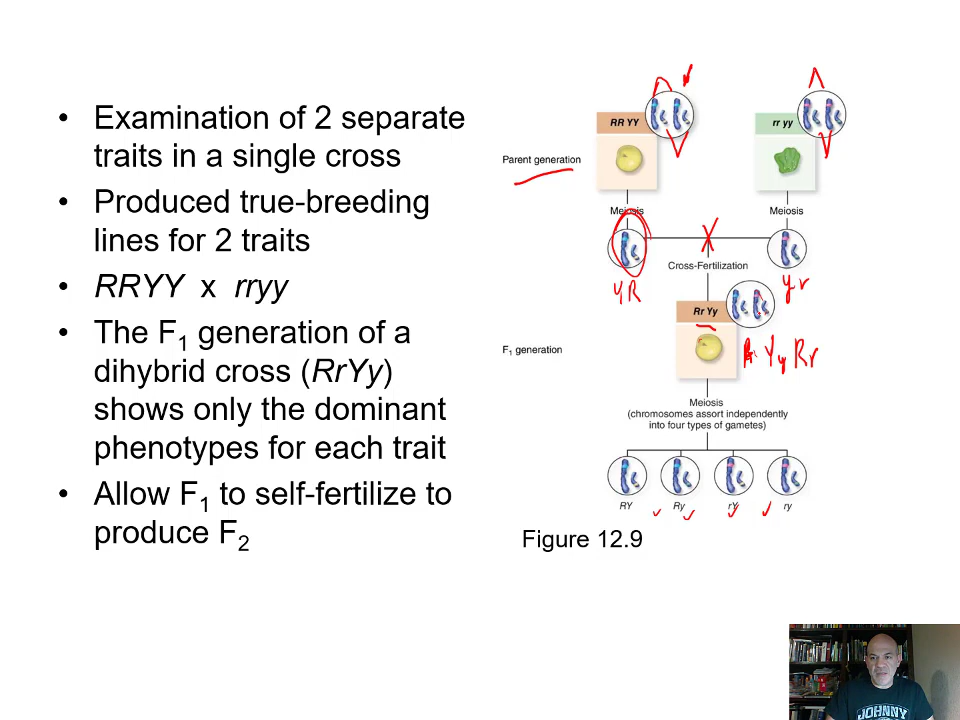 • Examination of 2 separate
traits in a single cross
• Produced true-breeding
lines for 2 traits
• RRYY x rryy
• The F₁ generation of a
dihybrid cross (RrYy)
shows only the dominant
phenotypes for each trait
• Allow F₁ to self-fertilize to
produce F₂
RR YY
rr yy
Parent generation
Meiosis
Meiosis
Cross-Fertilization
YR
yr
Rr Yy
F₁ generation
Yy Rr
Meiosis
(chromosomes assort independently
into four types of gametes)
RY
Ry
rY
ry
Figure 12.9
JOHNNY